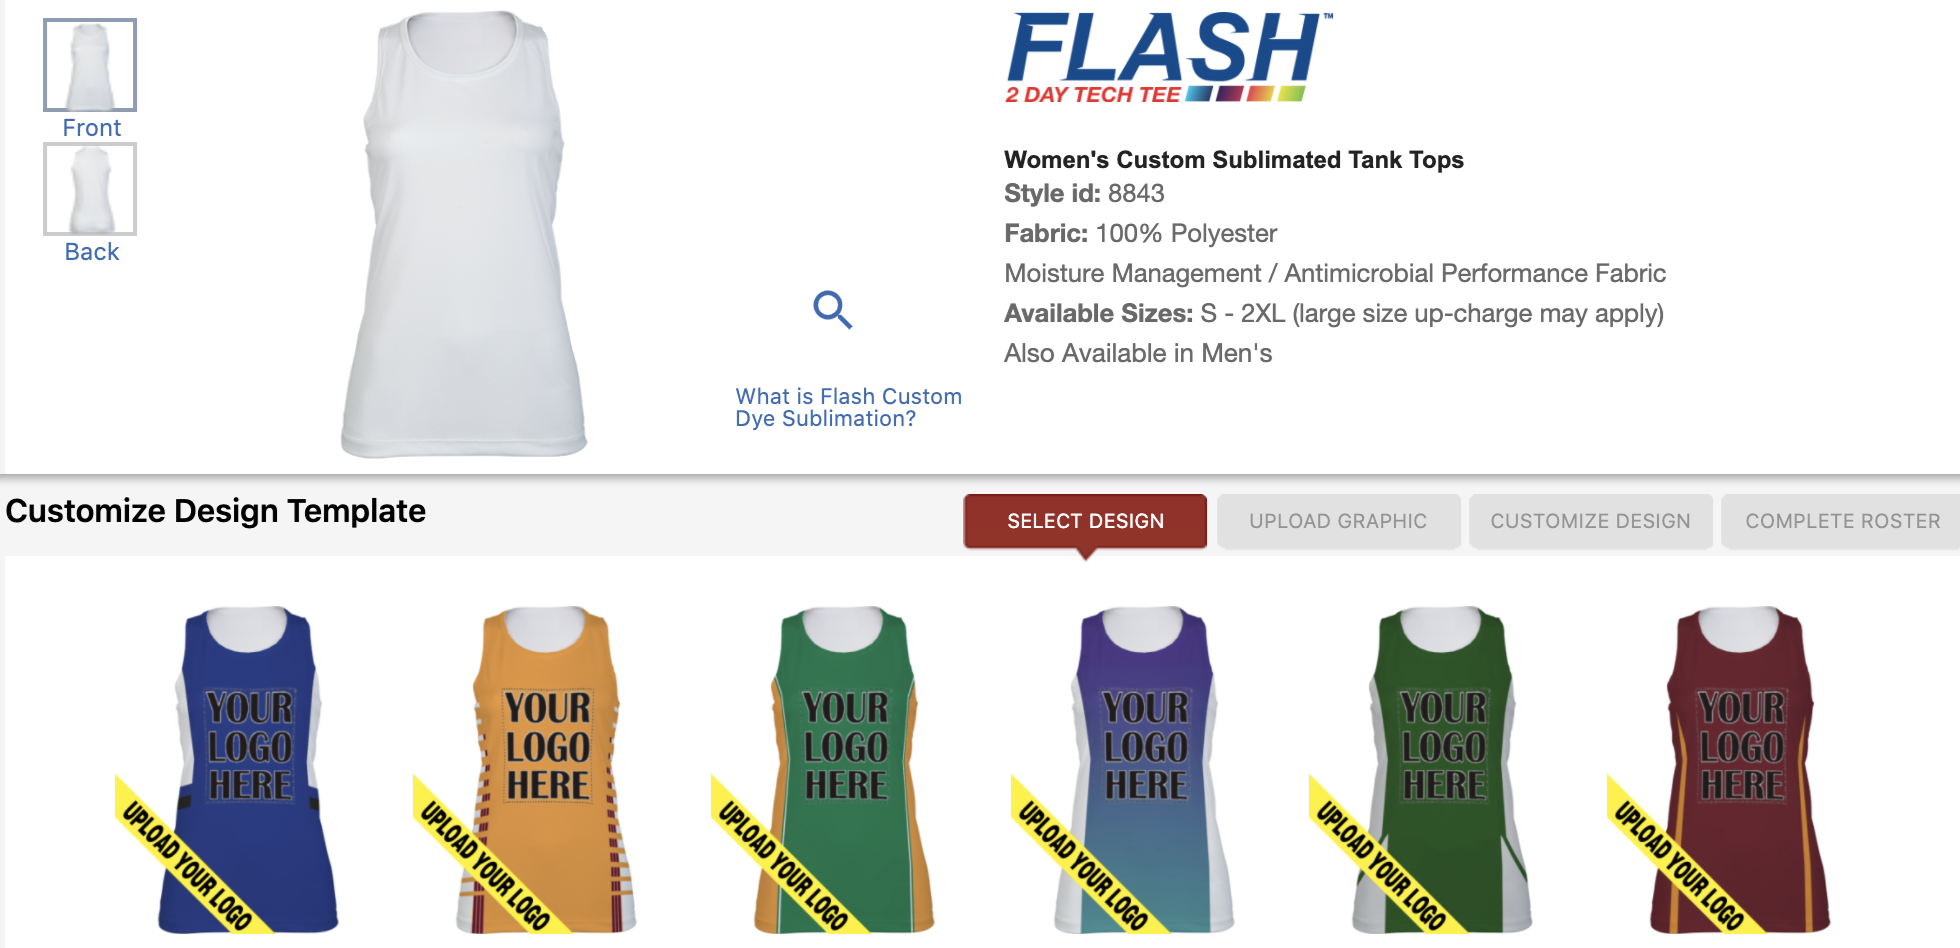 Front
Back
What is Flash Custom
Dye Sublimation?
FLASH™
2 DAY TECH TEE
Women's Custom Sublimated Tank Tops
Style id: 8843
Fabric: 100% Polyester
Moisture Management / Antimicrobial Performance Fabric
Available Sizes: S - 2XL (large size up-charge may apply)
Also Available in Men's
Customize Design Template
SELECT DESIGN
UPLOAD GRAPHIC
CUSTOMIZE DESIGN
COMPLETE ROSTER
YOUR
LOGO
HERE
UPLOAD YOUR LOGO
YOUR
LOGO
HERE
UPLOAD YOUR LOGO
YOUR
LOGO
HERE
UPLOAD YOUR LOGO
YOUR
LOGO
HERE
UPLOAD YOUR LOGO
YOUR
LOGO
HERE
UPLOAD YOUR LOGO
YOUR
LOGO
HERE
UPLOAD YOUR LOGO